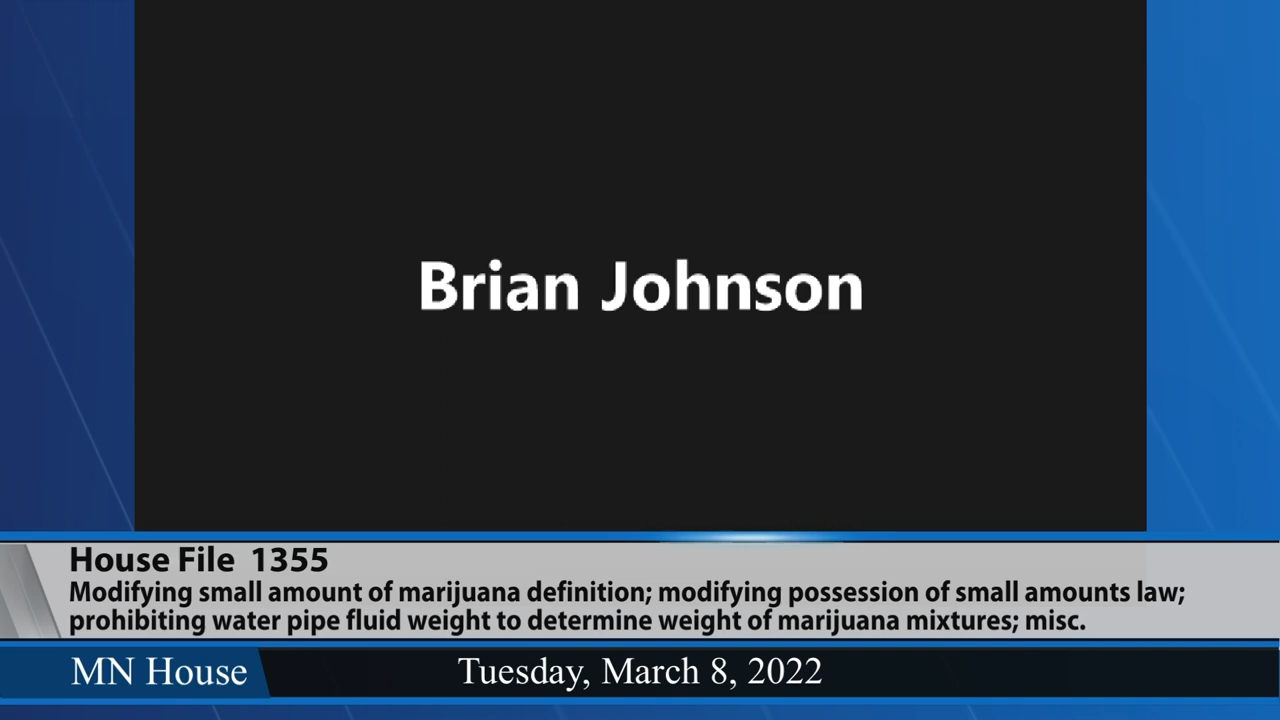 Brian Johnson
House File 1355
Modifying small amount of marijuana definition; modifying possession of small amounts law;
prohibiting water pipe fluid weight to determine weight of marijuana mixtures; misc.
MN House
Tuesday, March 8, 2022